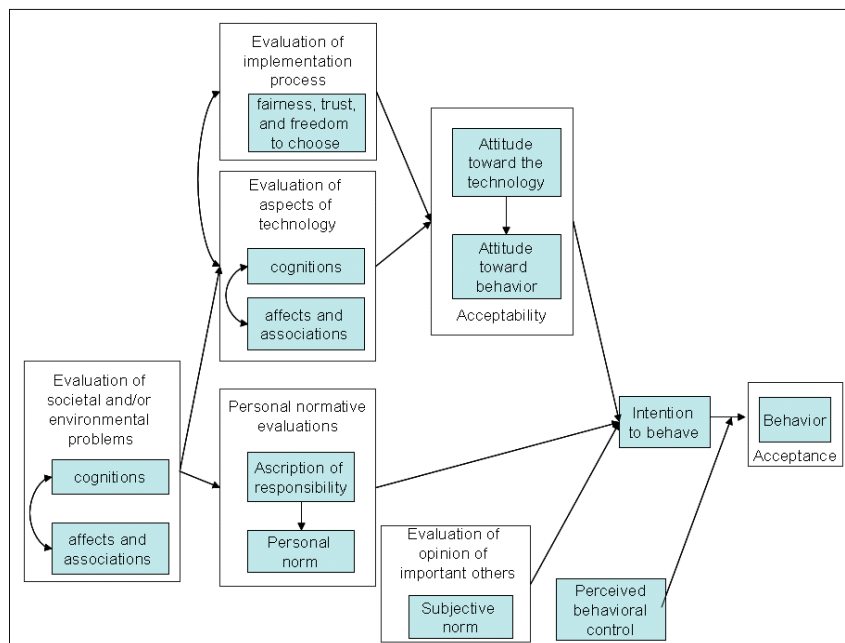 Evaluation of
implementation
process
fairness, trust,
and freedom
to choose
Evaluation of
aspects of
technology
cognitions
affects and
associations
Attitude
toward the
technology
Attitude
toward
behavior
Acceptability
Evaluation of
societal and/or
environmental
problems
cognitions
affects and
associations
Personal normative
evaluations
Ascription of
responsibility
Personal
norm
Evaluation of
opinion of
important others
Subjective
norm
Intention
to behave
Perceived
behavioral
control
Behavior
Acceptance